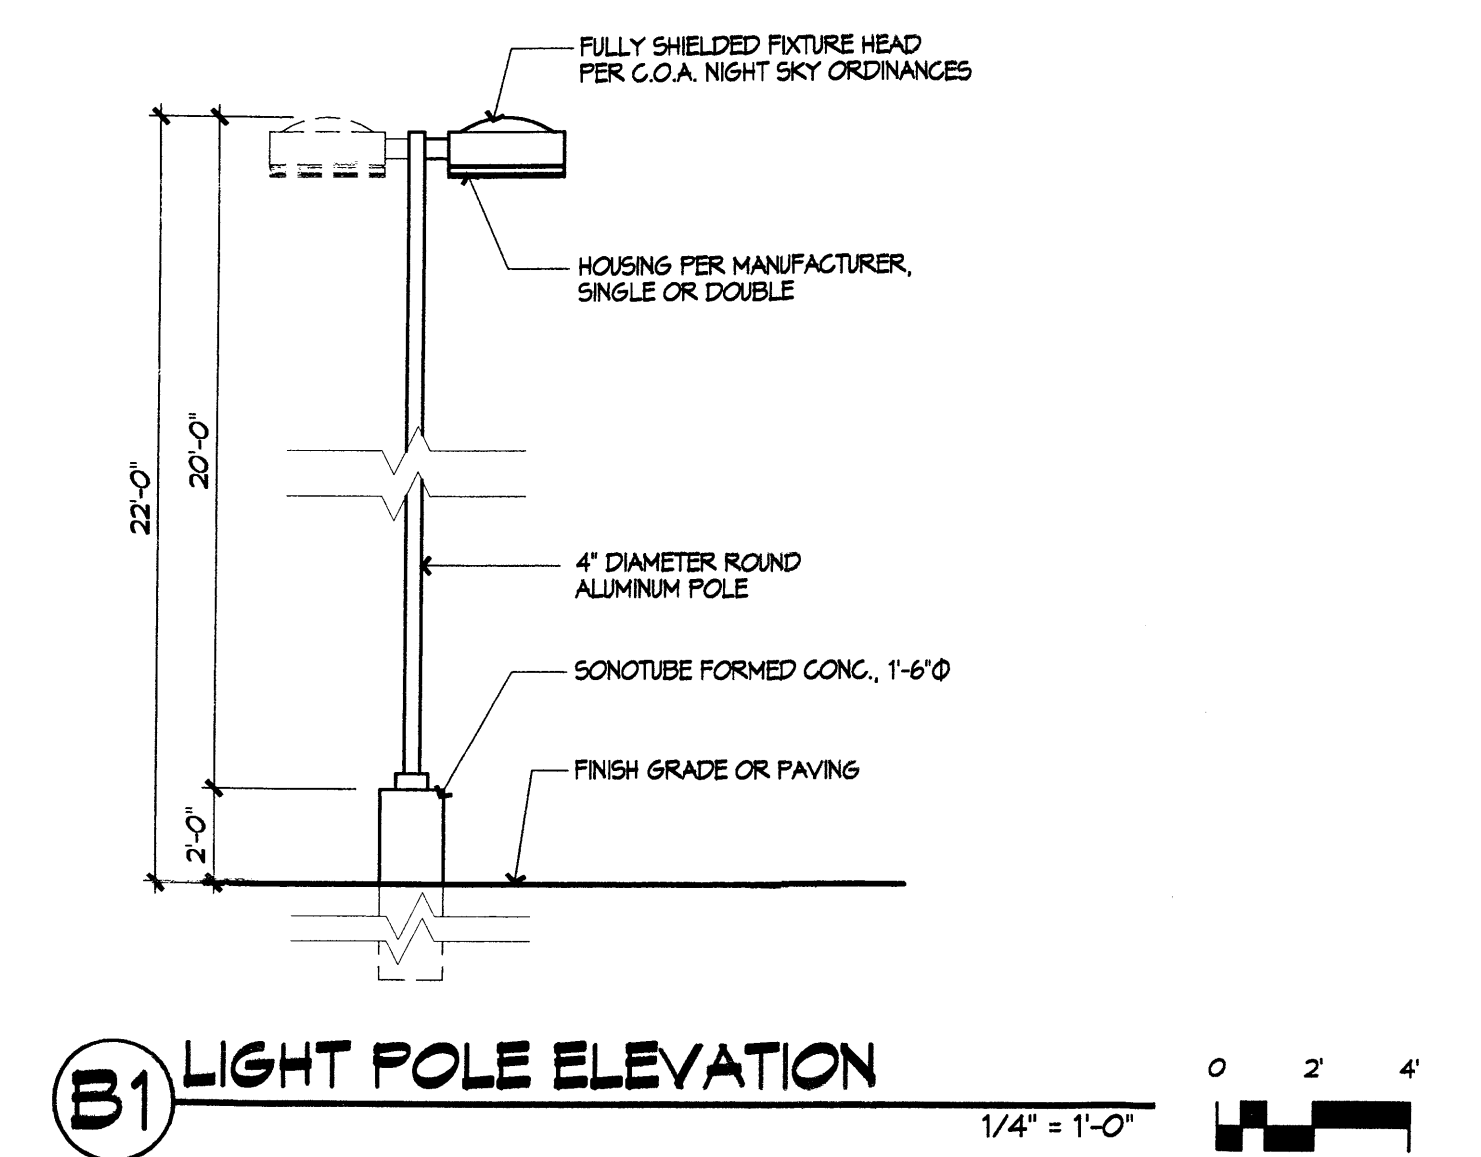 FULLY SHIELDED FIXTURE HEAD
PER C.O.A. NIGHT SKY ORDINANCES
HOUSING PER MANUFACTURER,
SINGLE OR DOUBLE
20'-0"
22'-0"
4" DIAMETER ROUND
ALUMINUM POLE
SONOTUBE FORMED CONC., 1'-6"Φ
FINISH GRADE OR PAVING
2'-0"
B1
LIGHT POLE ELEVATION
1/4" = 1'-0"
0 2' 4'